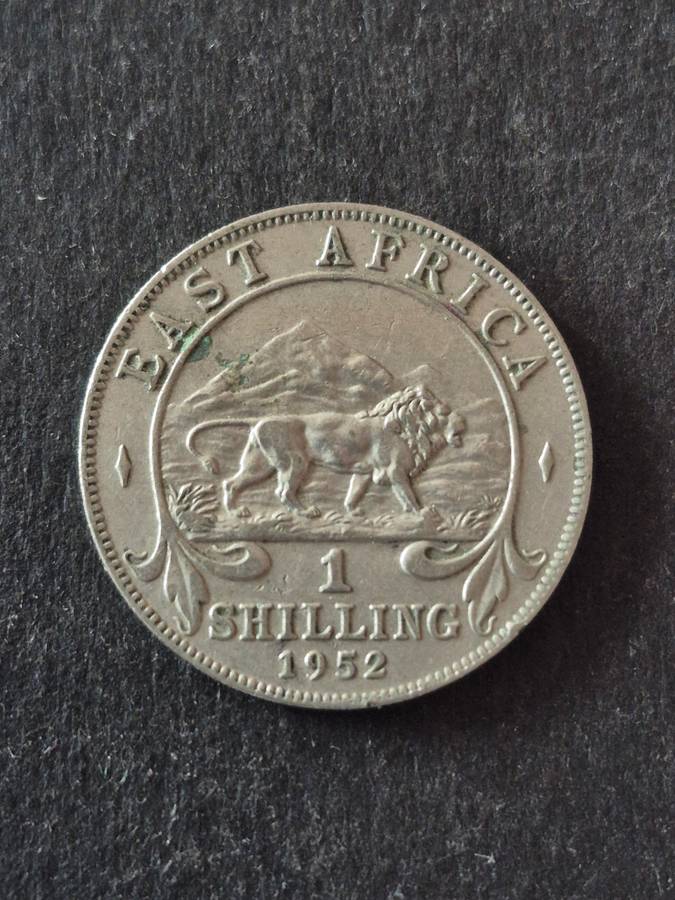 EAST AFRICA
1
SHILLING
1952